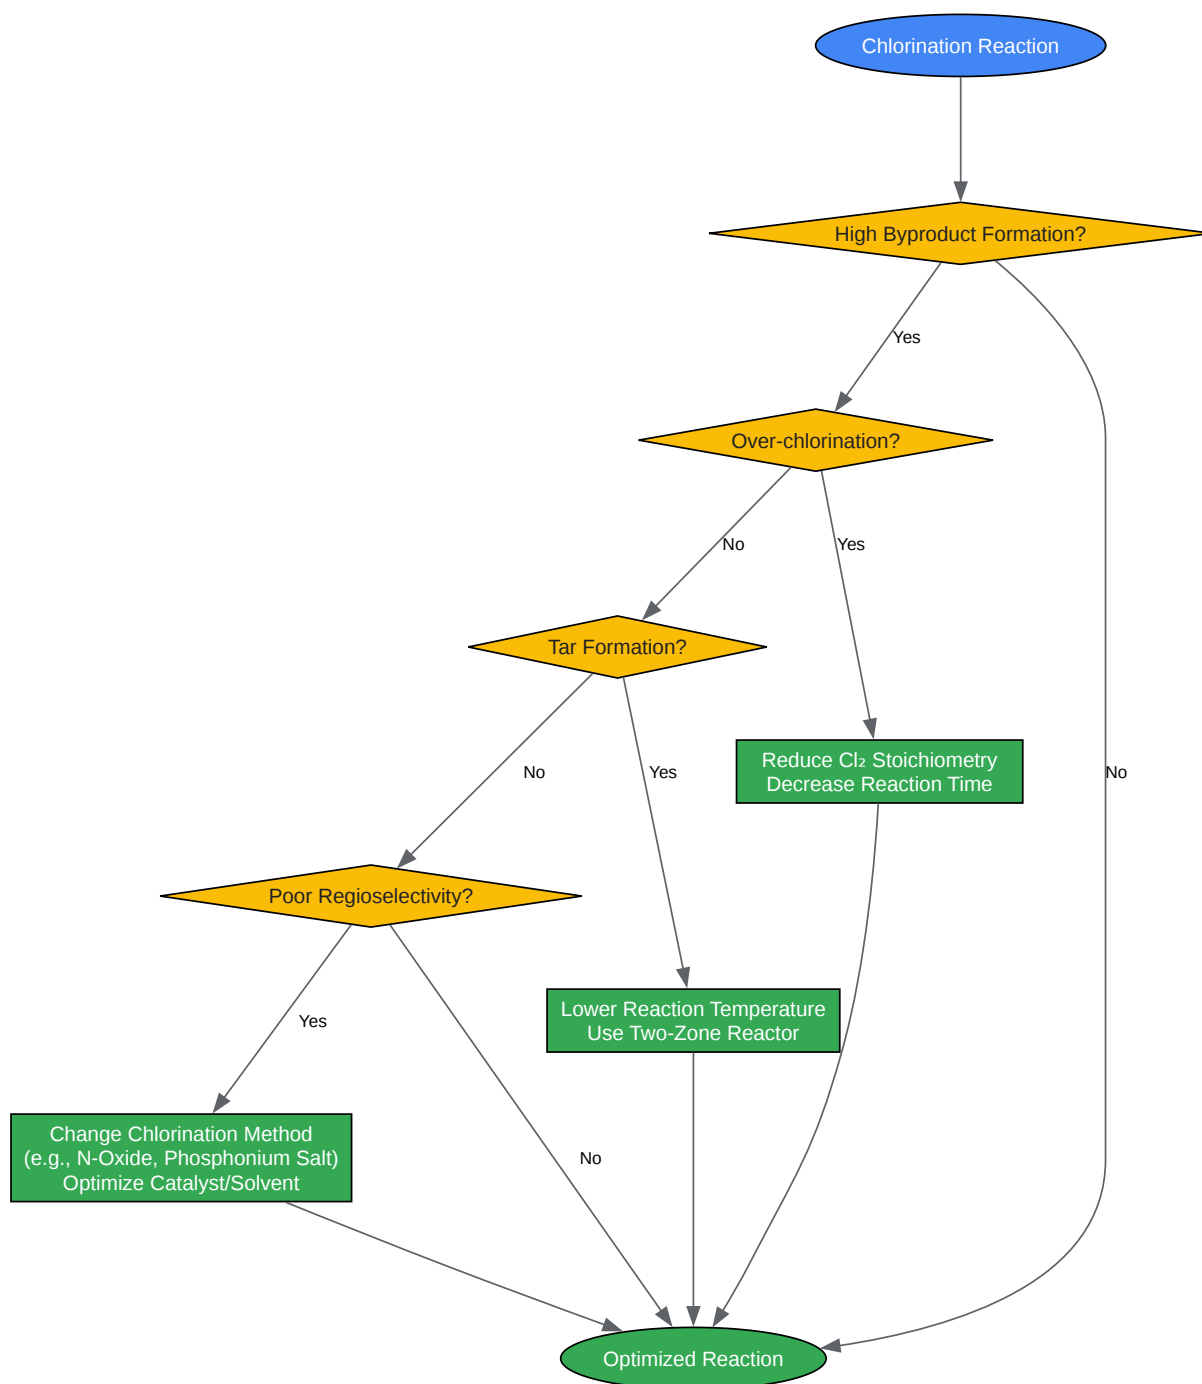 Chlorination Reaction
High Byproduct Formation?
Yes
Over-chlorination?
No
Yes
Tar Formation?
Reduce Cl₂ Stoichiometry
Decrease Reaction Time
No
Yes
No
Poor Regioselectivity?
Lower Reaction Temperature
Use Two-Zone Reactor
Yes
Change Chlorination Method
(e.g., N-Oxide, Phosphonium Salt)
Optimize Catalyst/Solvent
No
Optimized Reaction